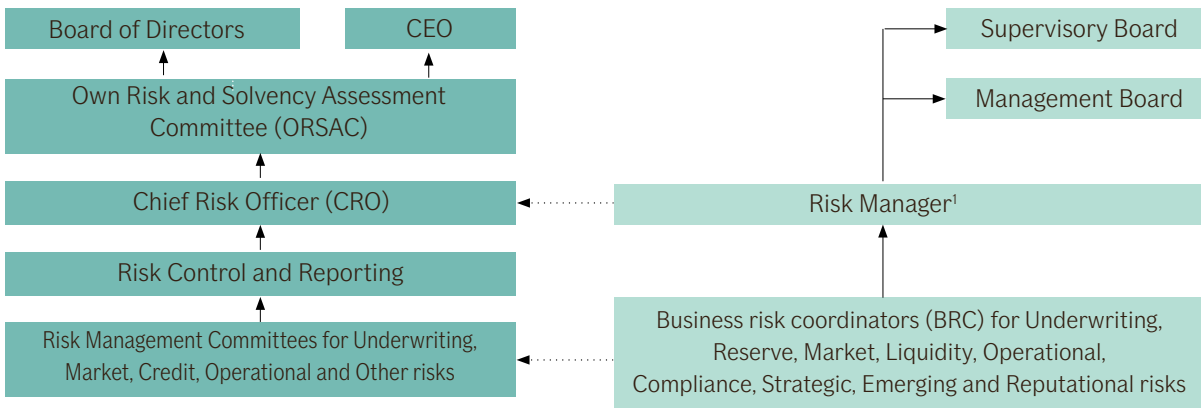 Board of Directors
CEO
Own Risk and Solvency Assessment
Committee (ORSAC)
Chief Risk Officer (CRO)
Risk Control and Reporting
Risk Management Committees for Underwriting,
Market, Credit, Operational and Other risks
Supervisory Board
Management Board
Risk Manager¹
Business risk coordinators (BRC) for Underwriting,
Reserve, Market, Liquidity, Operational,
Compliance, Strategic, Emerging and Reputational risks